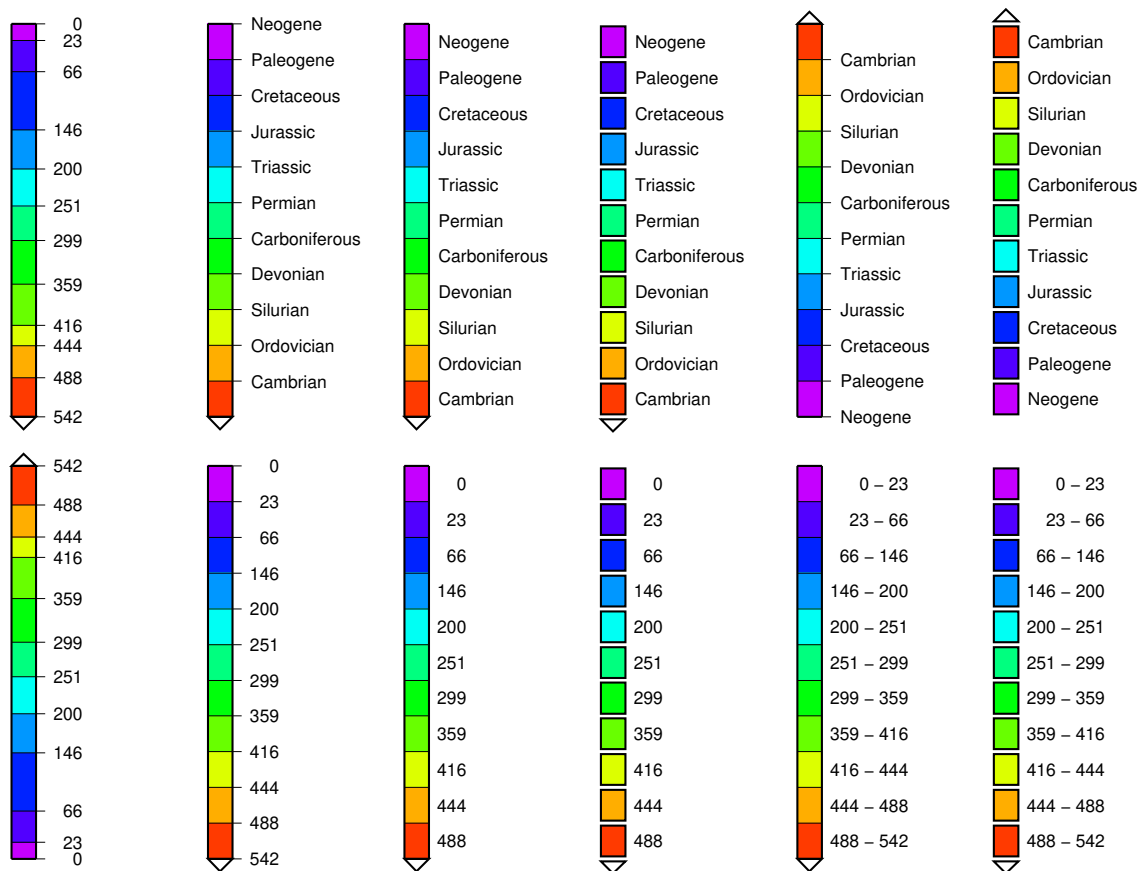 0
23
66
146
200
251
299
359
416
444
488
542
Neogene
Paleogene
Cretaceous
Jurassic
Triassic
Permian
Carboniferous
Devonian
Silurian
Ordovician
Cambrian
Neogene
Paleogene
Cretaceous
Jurassic
Triassic
Permian
Carboniferous
Devonian
Silurian
Ordovician
Cambrian
Neogene
Paleogene
Cretaceous
Jurassic
Triassic
Permian
Carboniferous
Devonian
Silurian
Ordovician
Cambrian
Cambrian
Ordovician
Silurian
Devonian
Carboniferous
Permian
Triassic
Jurassic
Cretaceous
Paleogene
Neogene
Cambrian
Ordovician
Silurian
Devonian
Carboniferous
Permian
Triassic
Jurassic
Cretaceous
Paleogene
Neogene
542
488
444
416
359
299
251
200
146
66
23
0
0
23
66
146
200
251
299
359
416
444
488
542
0
23
66
146
200
251
299
359
416
444
488
0
23
66
146
200
251
299
359
416
444
488
0 – 23
23 – 66
66 – 146
146 – 200
200 – 251
251 – 299
299 – 359
359 – 416
416 – 444
444 – 488
488 – 542
0 – 23
23 – 66
66 – 146
146 – 200
200 – 251
251 – 299
299 – 359
359 – 416
416 – 444
444 – 488
488 – 542